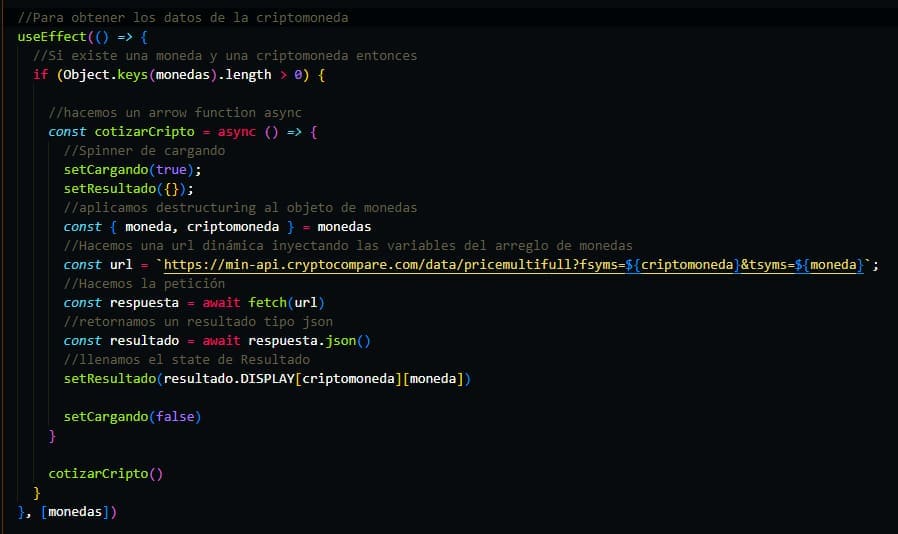 //Para obtener los datos de la criptomoneda
useEffect(() => {
//Si existe una moneda y una criptomoneda entonces
if (Object.keys(monedas).length > 0) {
//hacemos un arrow function async
const cotizarCripto = async () => {
//Spinner de cargando
setCargando(true);
setResultado({});
//aplicamos destructuring al objeto de monedas
const { moneda, criptomoneda } = monedas
//Hacemos una url dinámica inyectando las variables del arreglo de monedas
const url = `https://min-api.cryptocompare.com/data/pricemultifull?fsyms=${criptomoneda}&tsyms=${moneda}`;
//Hacemos la petición
const respuesta = await fetch(url)
//retornamos un resultado tipo json
const resultado = await respuesta.json()
//llenamos el state de Resultado
setResultado(resultado.DISPLAY[criptomoneda][moneda])
setCargando(false)
}
cotizarCripto()
}
}, [monedas])